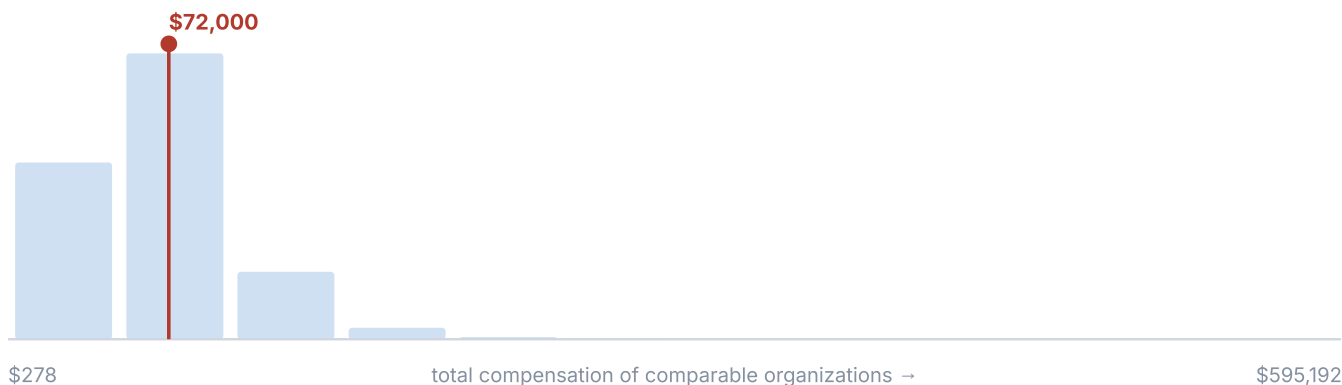 $72,000
$278 total compensation of comparable organizations → $595,192